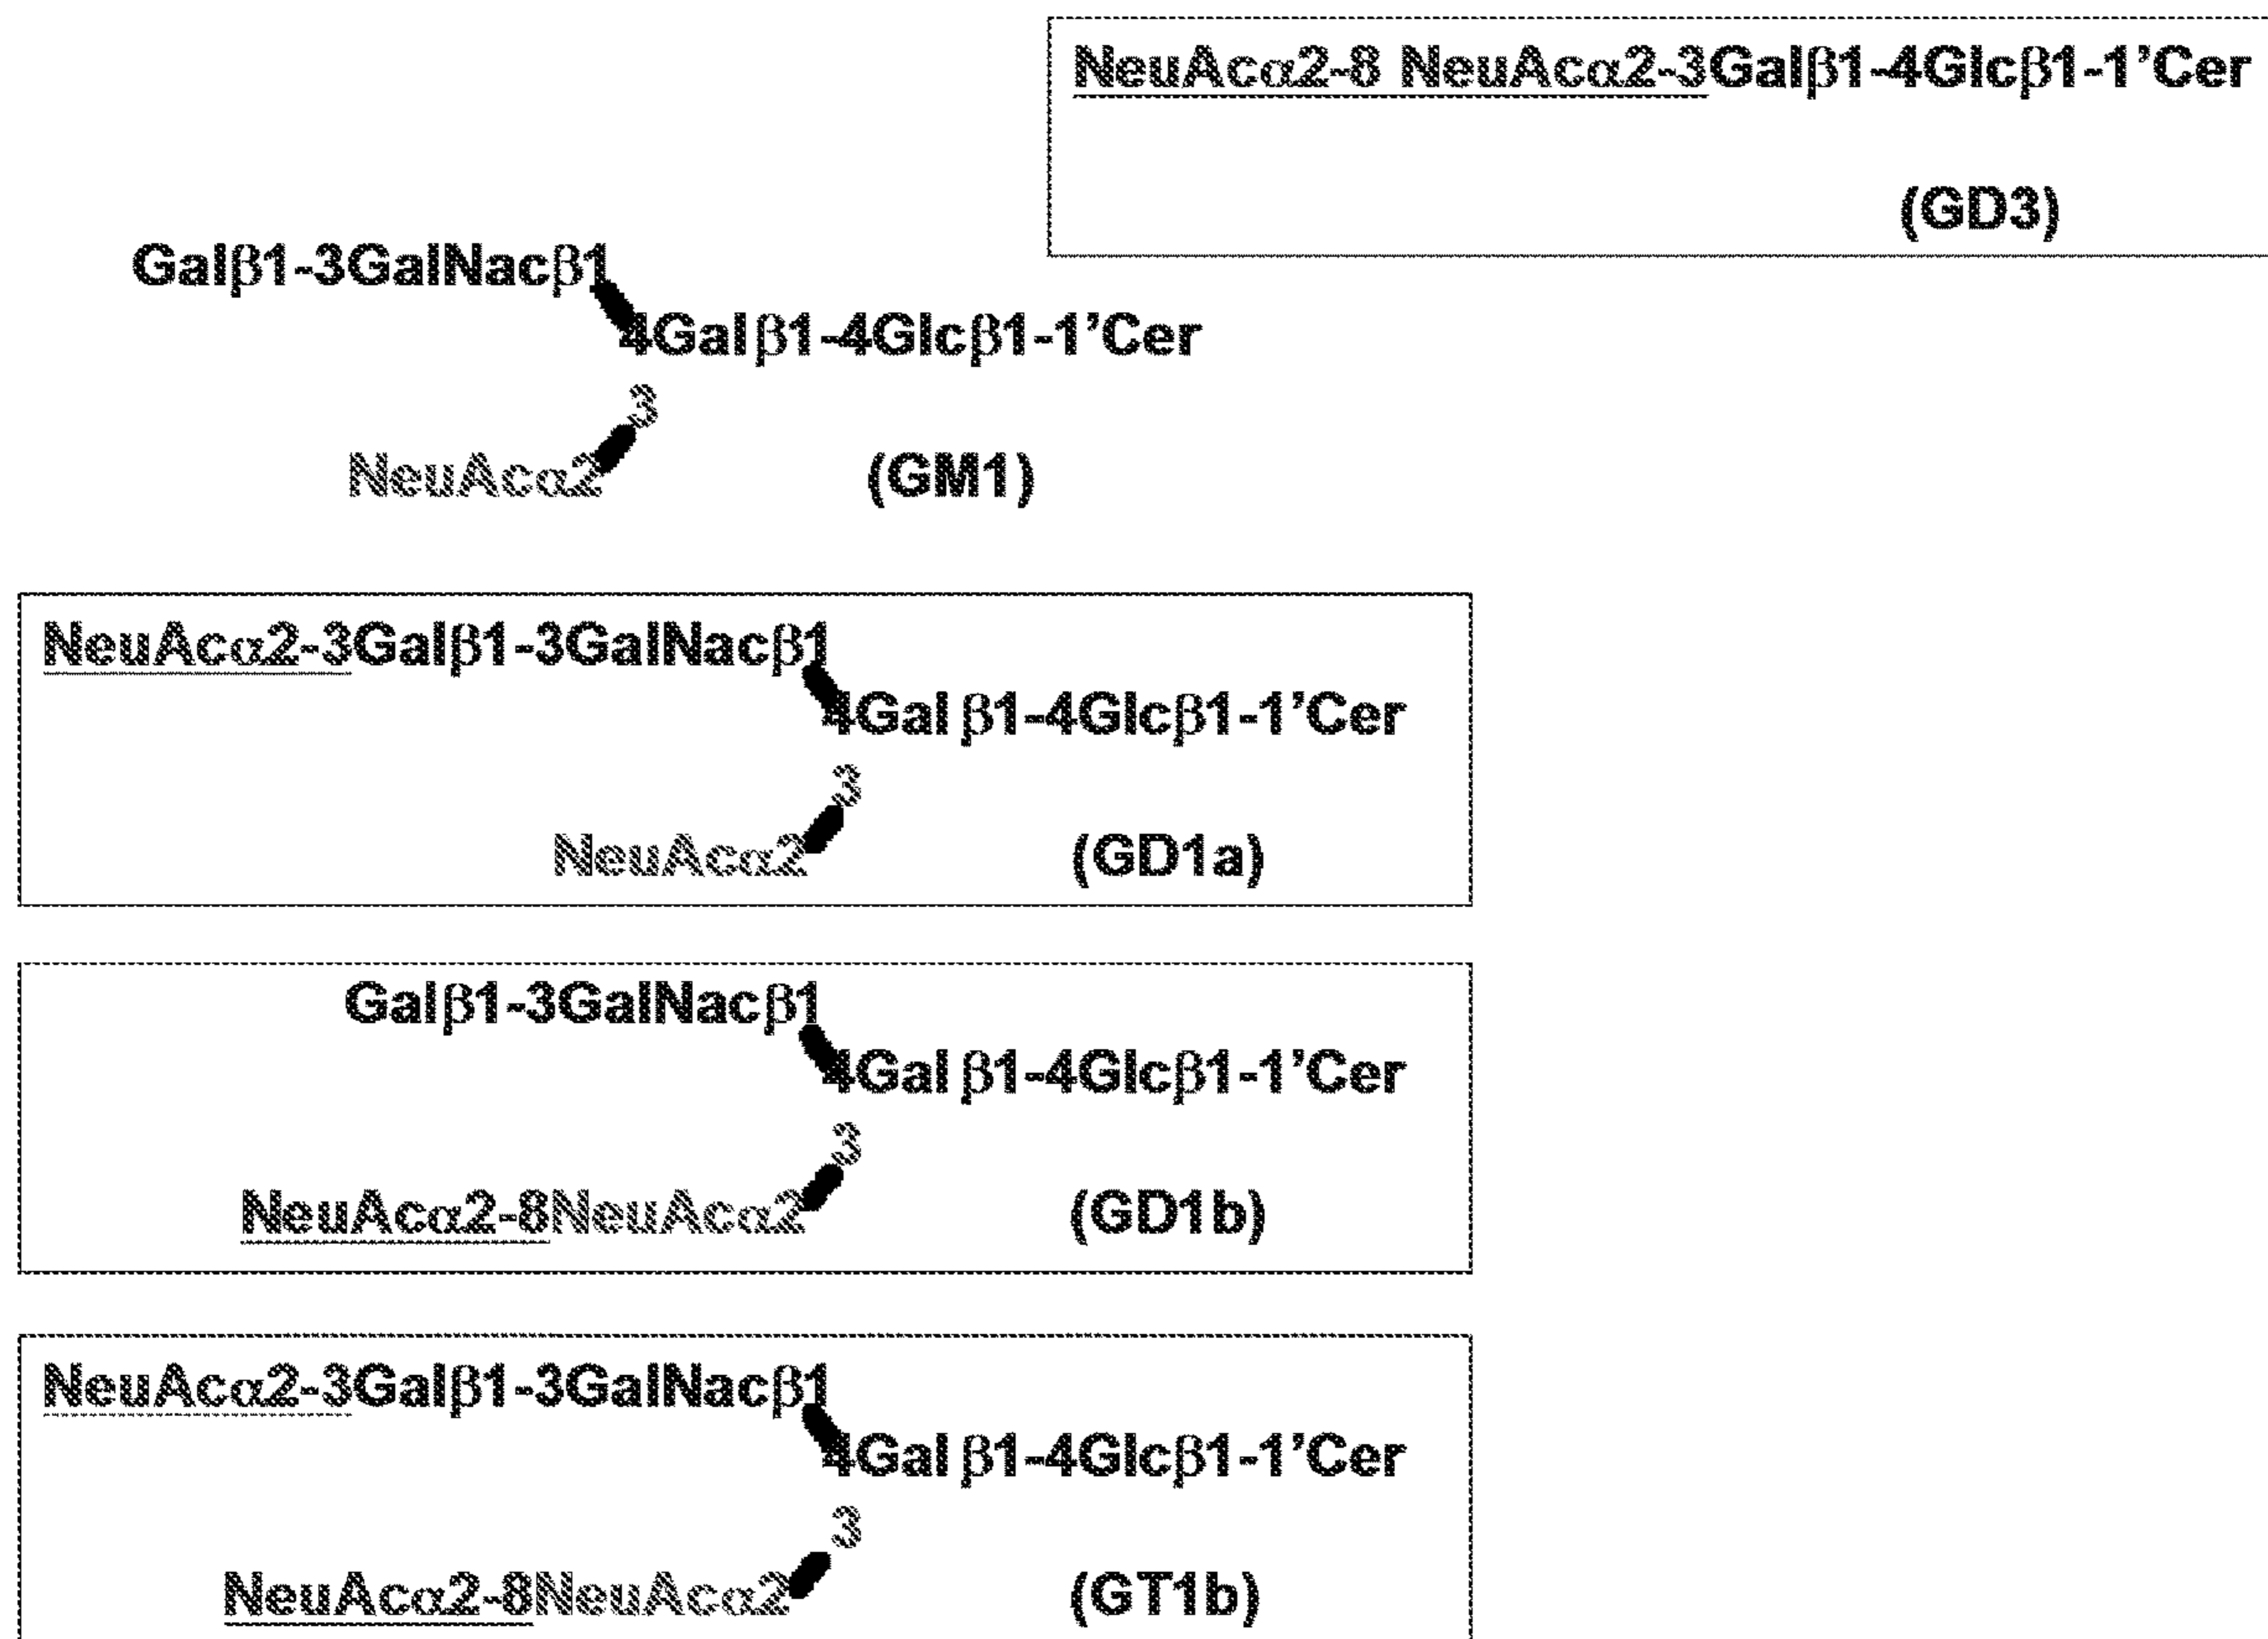 NeuAcα2-8 NeuAcα2-3Galβ1-4Glcβ1-1’Cer
(GD3)
Galβ1-3GalNacβ1
4Galβ1-4Glcβ1-1’Cer
3
NeuAcα2 (GM1)
NeuAcα2-3Galβ1-3GalNacβ1
4Gal β1-4Glcβ1-1’Cer
3
NeuAcα2 (GD1a)
Galβ1-3GalNacβ1
4Gal β1-4Glcβ1-1’Cer
3
NeuAcα2-8NeuAcα2 (GD1b)
NeuAcα2-3Galβ1-3GalNacβ1
4Gal β1-4Glcβ1-1’Cer
3
NeuAcα2-8NeuAcα2 (GT1b)